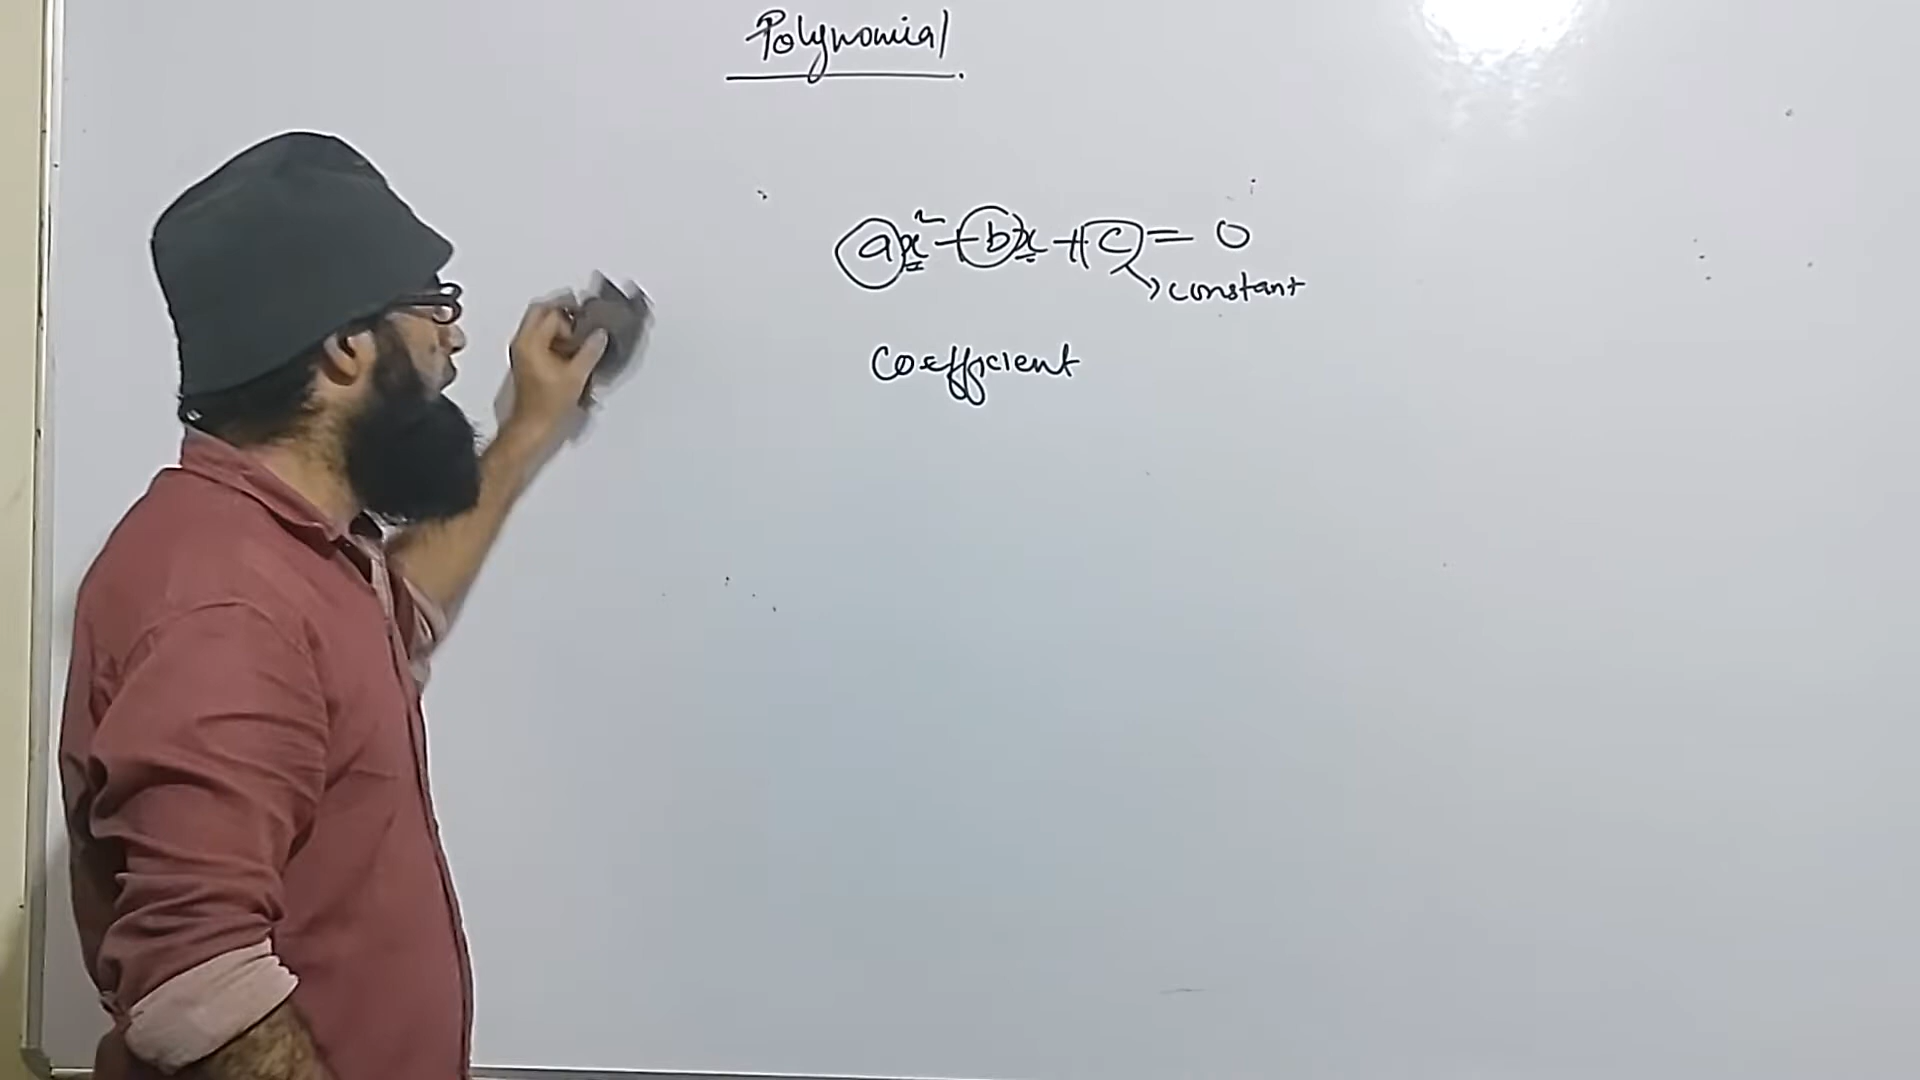 Polynomial
ax² + bx + c = 0
constant
Coefficient